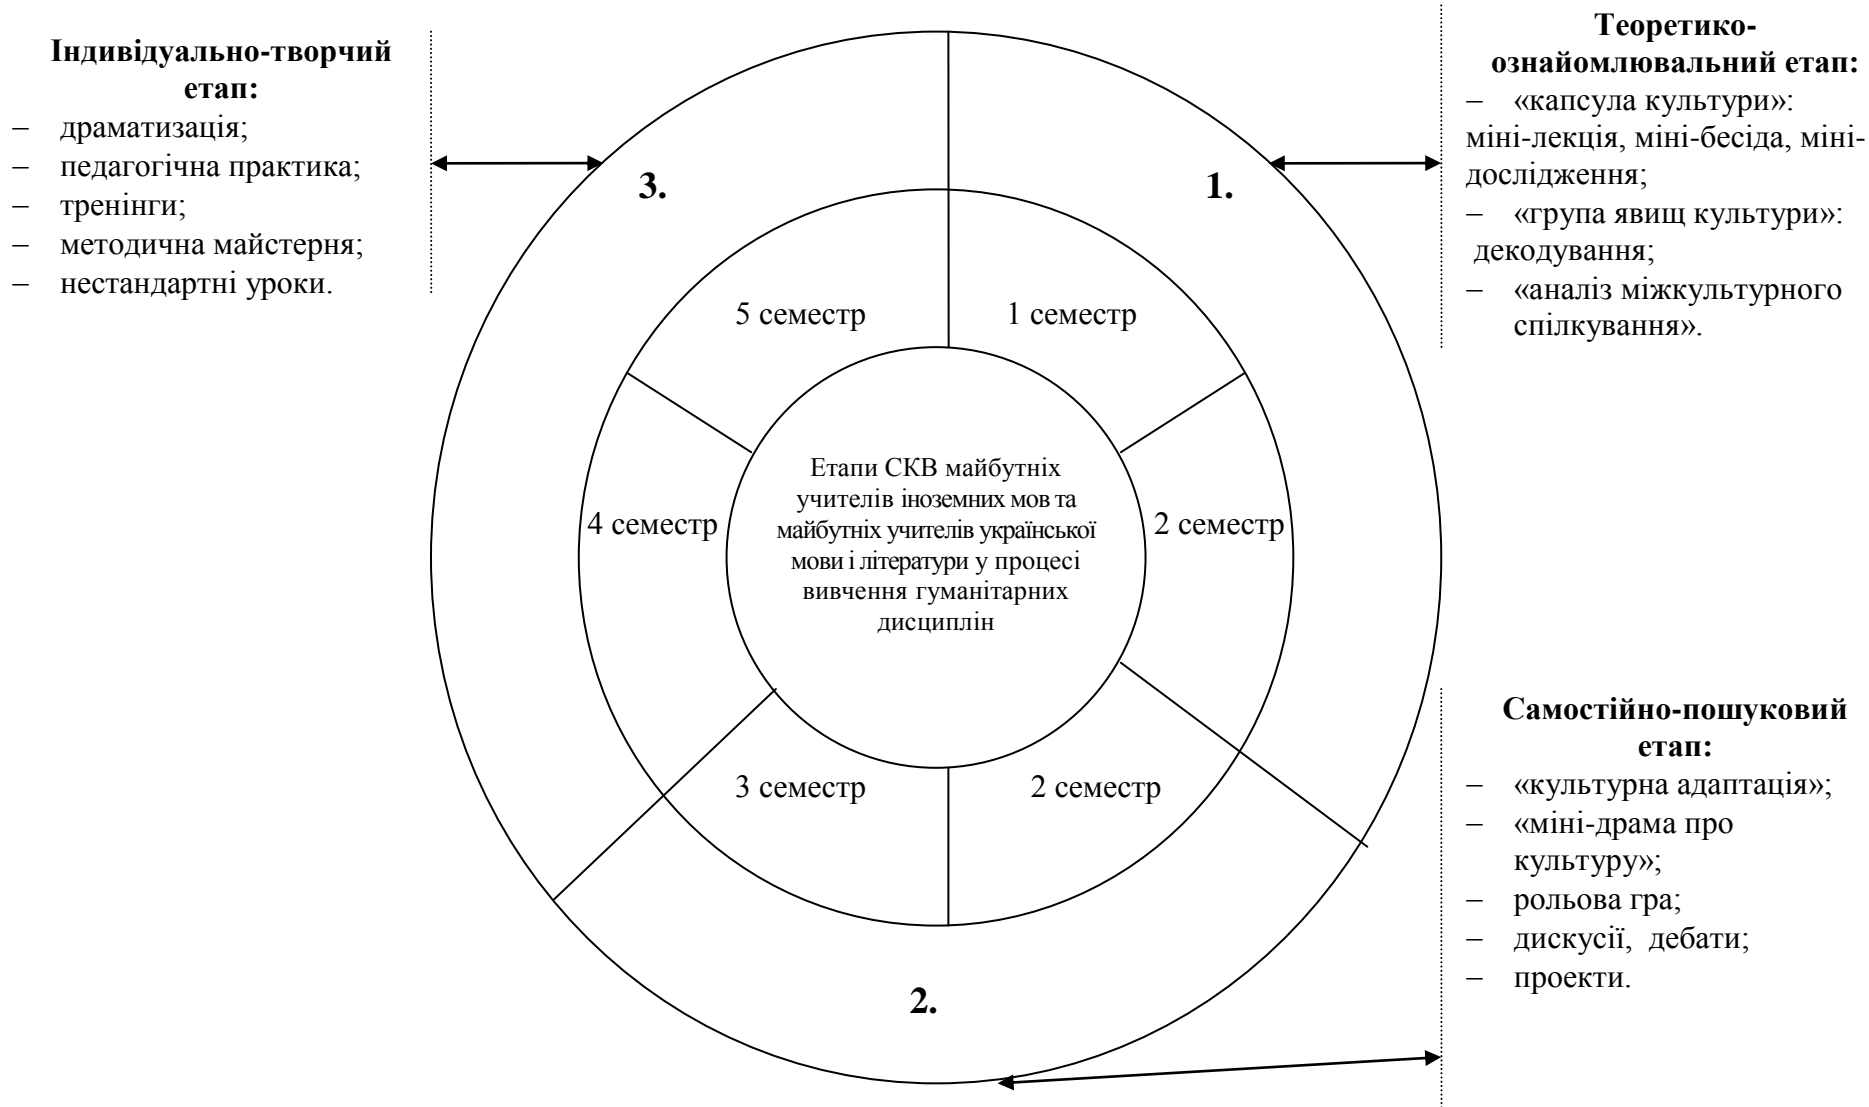 Індивідуально-творчий
етап:
– драматизація;
– педагогічна практика;
– тренінги;
– методична майстерня;
– нестандартні уроки.
Теоретико-
ознайомлювальний етап:
– «капсула культури»:
міні-лекція, міні-бесіда, міні-
дослідження;
– «група явищ культури»:
декодування;
– «аналіз міжкультурного
спілкування».
3.
1.
5 семестр
1 семестр
4 семестр
Етапи СКВ майбутніх
учителів іноземних мов та
майбутніх учителів української
мови і літератури у процесі
вивчення гуманітарних
дисциплін
2 семестр
3 семестр
2 семестр
2.
Самостійно-пошуковий
етап:
– «культурна адаптація»;
– «міні-драма про
культуру»;
– рольова гра;
– дискусії, дебати;
– проекти.